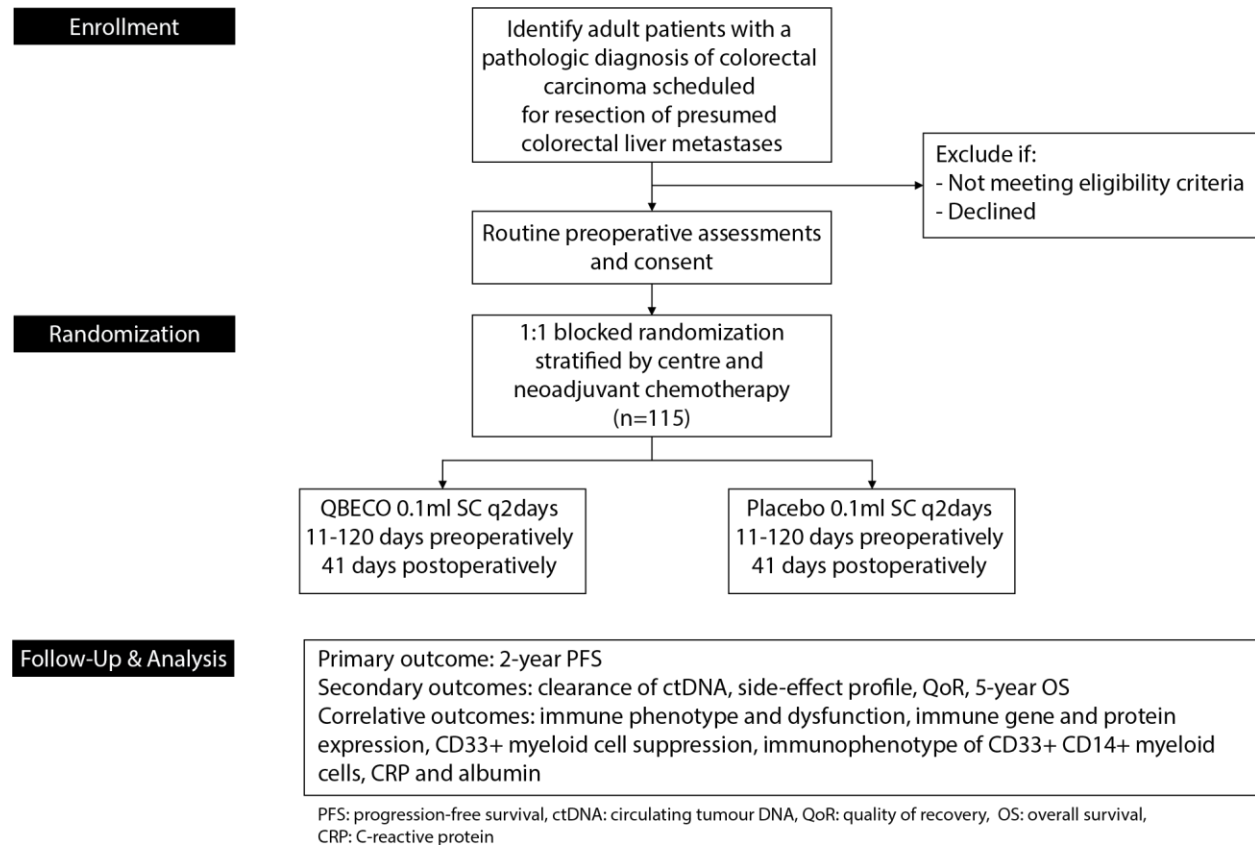 Enrollment
Identify adult patients with a
pathologic diagnosis of colorectal
carcinoma scheduled
for resection of presumed
colorectal liver metastases
Exclude if:
- Not meeting eligibility criteria
- Declined
Routine preoperative assessments
and consent
Randomization
1:1 blocked randomization
stratified by centre and
neoadjuvant chemotherapy
(n=115)
QBECO 0.1ml SC q2days
11-120 days preoperatively
41 days postoperatively
Placebo 0.1ml SC q2days
11-120 days preoperatively
41 days postoperatively
Follow-Up & Analysis
Primary outcome: 2-year PFS
Secondary outcomes: clearance of ctDNA, side-effect profile, QoR, 5-year OS
Correlative outcomes: immune phenotype and dysfunction, immune gene and protein
expression, CD33+ myeloid cell suppression, immunophenotype of CD33+ CD14+ myeloid
cells, CRP and albumin
PFS: progression-free survival, ctDNA: circulating tumour DNA, QoR: quality of recovery, OS: overall survival,
CRP: C-reactive protein